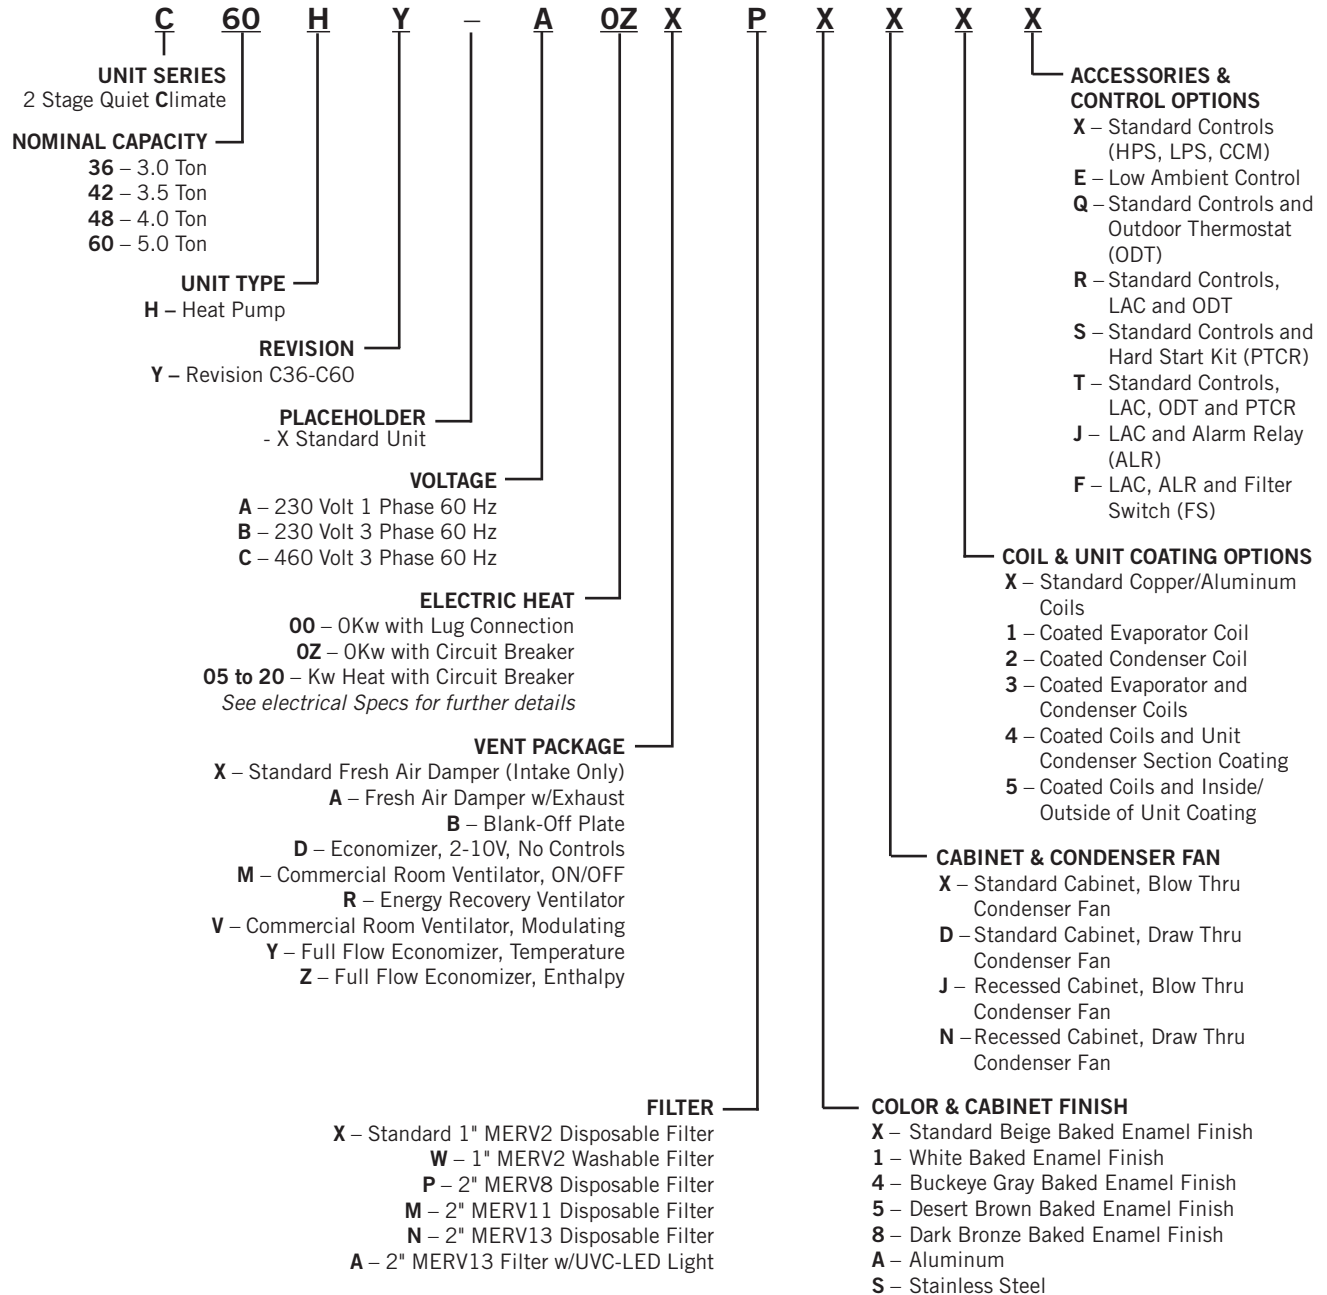 C 60 H Y – A 0Z X P X X X X
UNIT SERIES
2 Stage Quiet Climate
NOMINAL CAPACITY
36 – 3.0 Ton
42 – 3.5 Ton
48 – 4.0 Ton
60 – 5.0 Ton
UNIT TYPE
H – Heat Pump
REVISION
Y – Revision C36-C60
PLACEHOLDER
- X Standard Unit
VOLTAGE
A – 230 Volt 1 Phase 60 Hz
B – 230 Volt 3 Phase 60 Hz
C – 460 Volt 3 Phase 60 Hz
ELECTRIC HEAT
00 – 0Kw with Lug Connection
0Z – 0Kw with Circuit Breaker
05 to 20 – Kw Heat with Circuit Breaker
See electrical Specs for further details
VENT PACKAGE
X – Standard Fresh Air Damper (Intake Only)
A – Fresh Air Damper w/Exhaust
B – Blank-Off Plate
D – Economizer, 2-10V, No Controls
M – Commercial Room Ventilator, ON/OFF
R – Energy Recovery Ventilator
V – Commercial Room Ventilator, Modulating
Y – Full Flow Economizer, Temperature
Z – Full Flow Economizer, Enthalpy
FILTER
X – Standard 1" MERV2 Disposable Filter
W – 1" MERV2 Washable Filter
P – 2" MERV8 Disposable Filter
M – 2" MERV11 Disposable Filter
N – 2" MERV13 Disposable Filter
A – 2" MERV13 Filter w/UVC-LED Light
ACCESSORIES &
CONTROL OPTIONS
X – Standard Controls
(HPS, LPS, CCM)
E – Low Ambient Control
Q – Standard Controls and
Outdoor Thermostat
(ODT)
R – Standard Controls,
LAC and ODT
S – Standard Controls and
Hard Start Kit (PTCR)
T – Standard Controls,
LAC, ODT and PTCR
J – LAC and Alarm Relay
(ALR)
F – LAC, ALR and Filter
Switch (FS)
COIL & UNIT COATING OPTIONS
X – Standard Copper/Aluminum
Coils
1 – Coated Evaporator Coil
2 – Coated Condenser Coil
3 – Coated Evaporator and
Condenser Coils
4 – Coated Coils and Unit
Condenser Section Coating
5 – Coated Coils and Inside/
Outside of Unit Coating
CABINET & CONDENSER FAN
X – Standard Cabinet, Blow Thru
Condenser Fan
D – Standard Cabinet, Draw Thru
Condenser Fan
J – Recessed Cabinet, Blow Thru
Condenser Fan
N – Recessed Cabinet, Draw Thru
Condenser Fan
COLOR & CABINET FINISH
X – Standard Beige Baked Enamel Finish
1 – White Baked Enamel Finish
4 – Buckeye Gray Baked Enamel Finish
5 – Desert Brown Baked Enamel Finish
8 – Dark Bronze Baked Enamel Finish
A – Aluminum
S – Stainless Steel